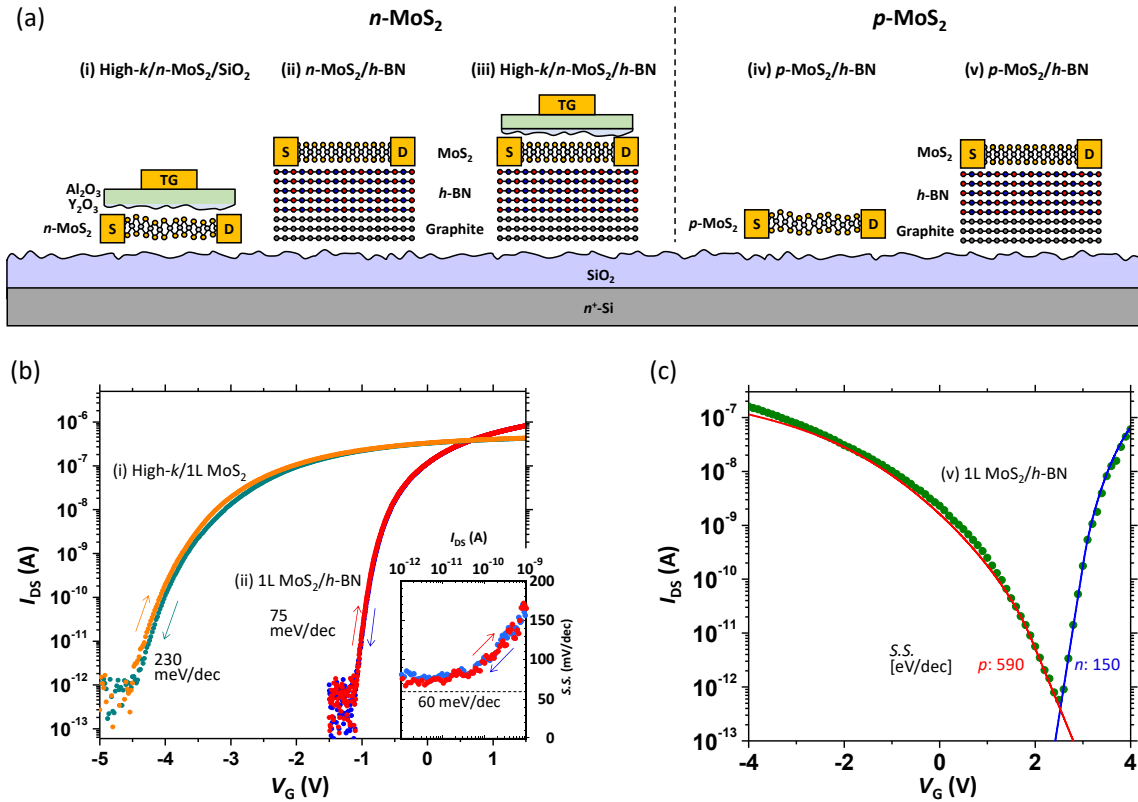 (a)
n-MoS2
p-MoS2
(i) High-k/n-MoS2/SiO2
(ii) n-MoS2/h-BN
(iii) High-k/n-MoS2/h-BN
(iv) p-MoS2/h-BN
(v) p-MoS2/h-BN
TG
Al2O3
Y2O3
n-MoS2
S
D
S
D
MoS2
h-BN
Graphite
TG
S
D
p-MoS2
S
D
MoS2
h-BN
Graphite
S
D
SiO2
n+-Si
(b)
IDS (A)
10-6
10-7
10-8
10-9
10-10
10-11
10-12
10-13
(i) High-k/1L MoS2
(ii) 1L MoS2/h-BN
230
meV/dec
75
meV/dec
IDS (A)
10-12
10-11
10-10
10-9
200
150
100
50
0
S.S. (mV/dec)
60 meV/dec
-5
-4
-3
-2
-1
0
1
VG (V)
(c)
IDS (A)
10-7
10-8
10-9
10-10
10-11
10-12
10-13
(v) 1L MoS2/h-BN
S.S.
[eV/dec]
p: 590
n: 150
-4
-2
0
2
4
VG (V)